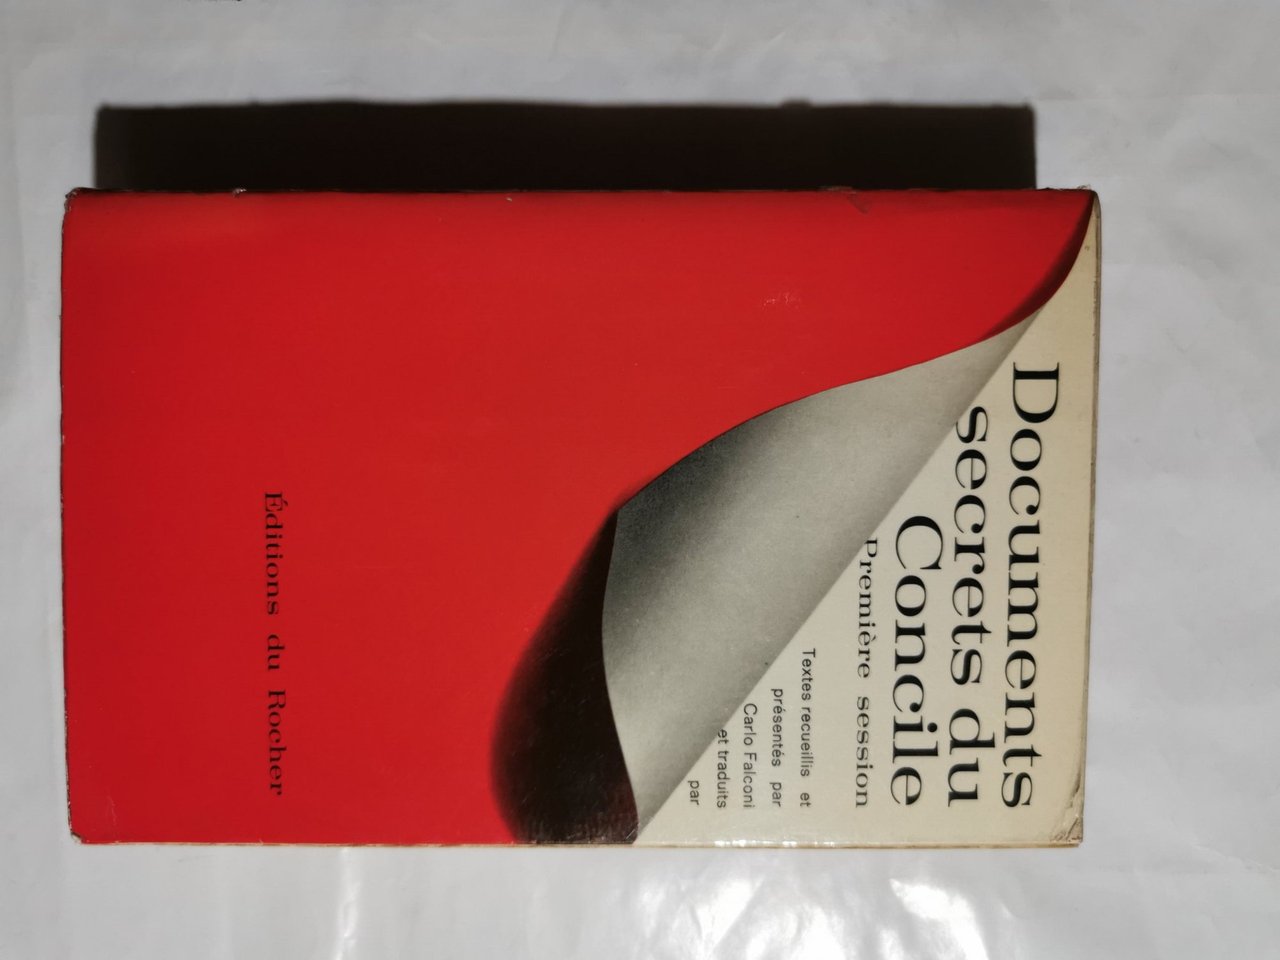 Documents
secrets du
Concile
Première session
Textes recueillis et
présentés par
Carlo Falconi
et traduits
par
Éditions du Rocher